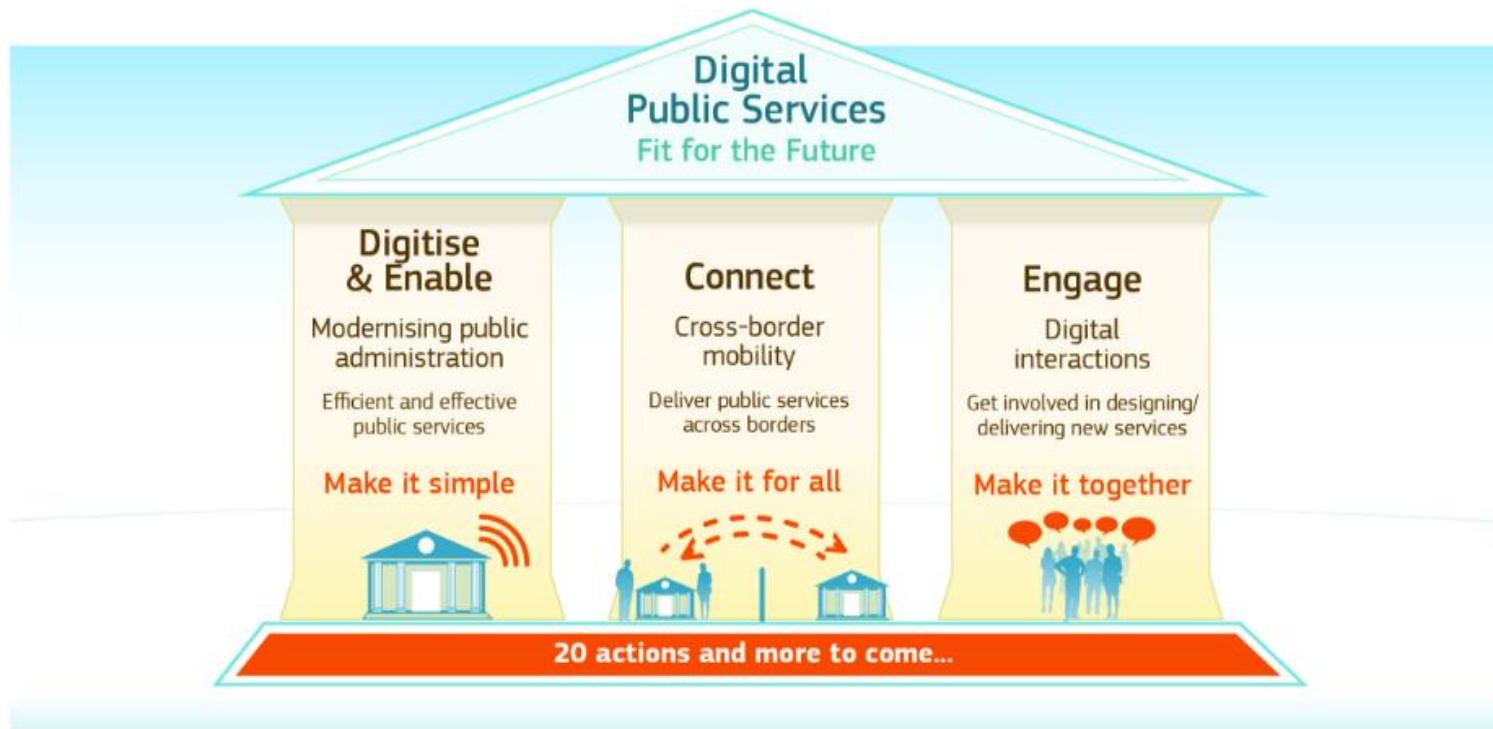 Digital
Public Services
Fit for the Future
Digitise
& Enable
Modernising public
administration
Efficient and effective
public services
Make it simple
Connect
Cross-border
mobility
Deliver public services
across borders
Make it for all
Engage
Digital
interactions
Get involved in designing/
delivering new services
Make it together
20 actions and more to come...